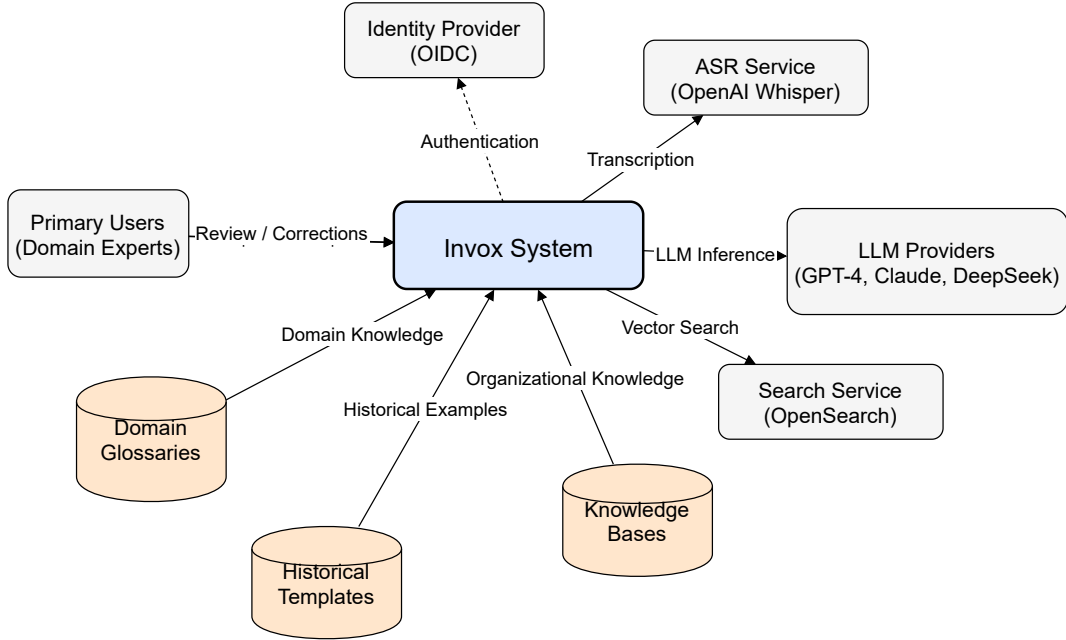 Identity Provider
(OIDC)
ASR Service
(OpenAI Whisper)
Authentication
Transcription
Primary Users
(Domain Experts)
Review / Corrections
Invox System
LLM Inference
LLM Providers
(GPT-4, Claude, DeepSeek)
Domain Knowledge
Vector Search
Organizational Knowledge
Historical Examples
Search Service
(OpenSearch)
Domain
Glossaries
Knowledge
Bases
Historical
Templates